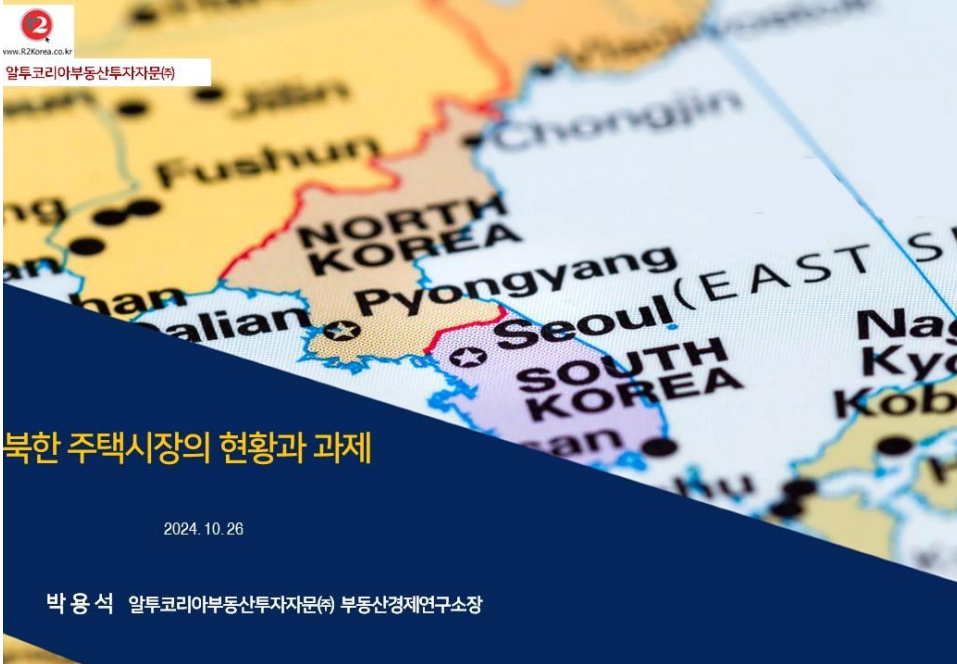 R2
www.R2Korea.co.kr
알투코리아부동산투자자문㈜
Jilin
Fushun
Chongjin
NORTH
KOREA
Pyongyang
(EAST S
Dalian
Seoul
SOUTH
KOREA
Nag
Kyo
Kob
북한 주택시장의 현황과 과제
2024. 10. 26
박 용 석 알투코리아부동산투자자문㈜ 부동산경제연구소장